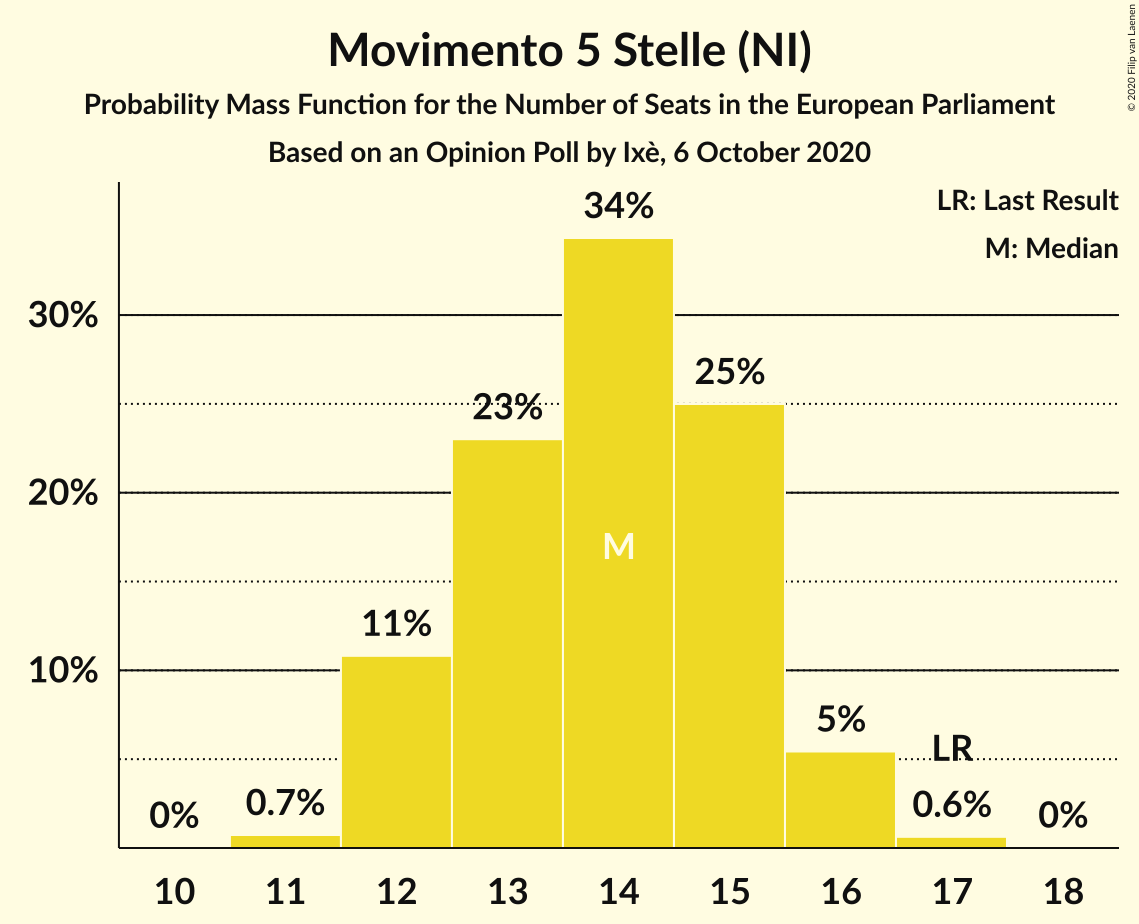 Movimento 5 Stelle (NI)
Probability Mass Function for the Number of Seats in the European Parliament
Based on an Opinion Poll by Ixè, 6 October 2020
© 2020 Filip van Laenen
LR: Last Result
M: Median
34%
30%
25%
23%
20%
M
11%
10%
5%
LR
0%
0.7%
0.6%
0%
10 11 12 13 14 15 16 17 18